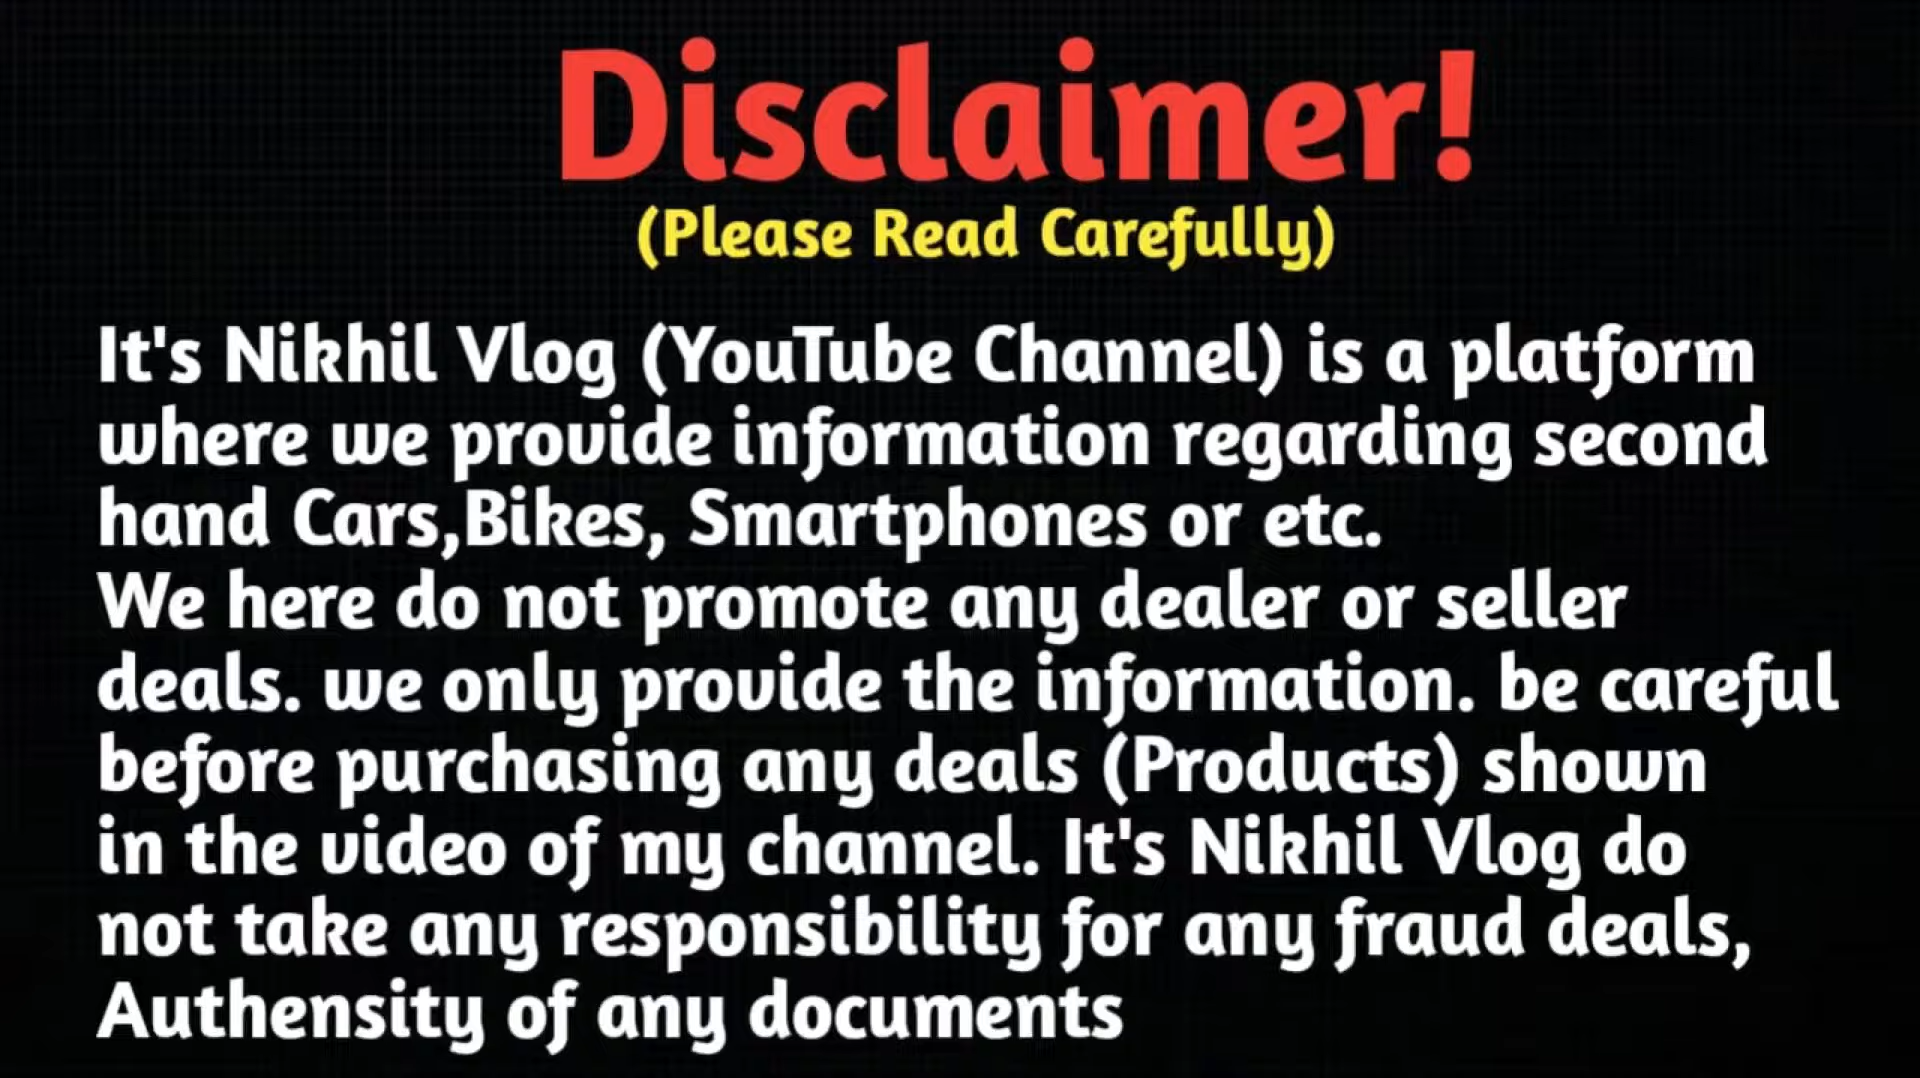 Disclaimer!
(Please Read Carefully)
It's Nikhil Vlog (YouTube Channel) is a platform
where we provide information regarding second
hand Cars,Bikes, Smartphones or etc.
We here do not promote any dealer or seller
deals. we only provide the information. be careful
before purchasing any deals (Products) shown
in the video of my channel. It's Nikhil Vlog do
not take any responsibility for any fraud deals,
Authensity of any documents